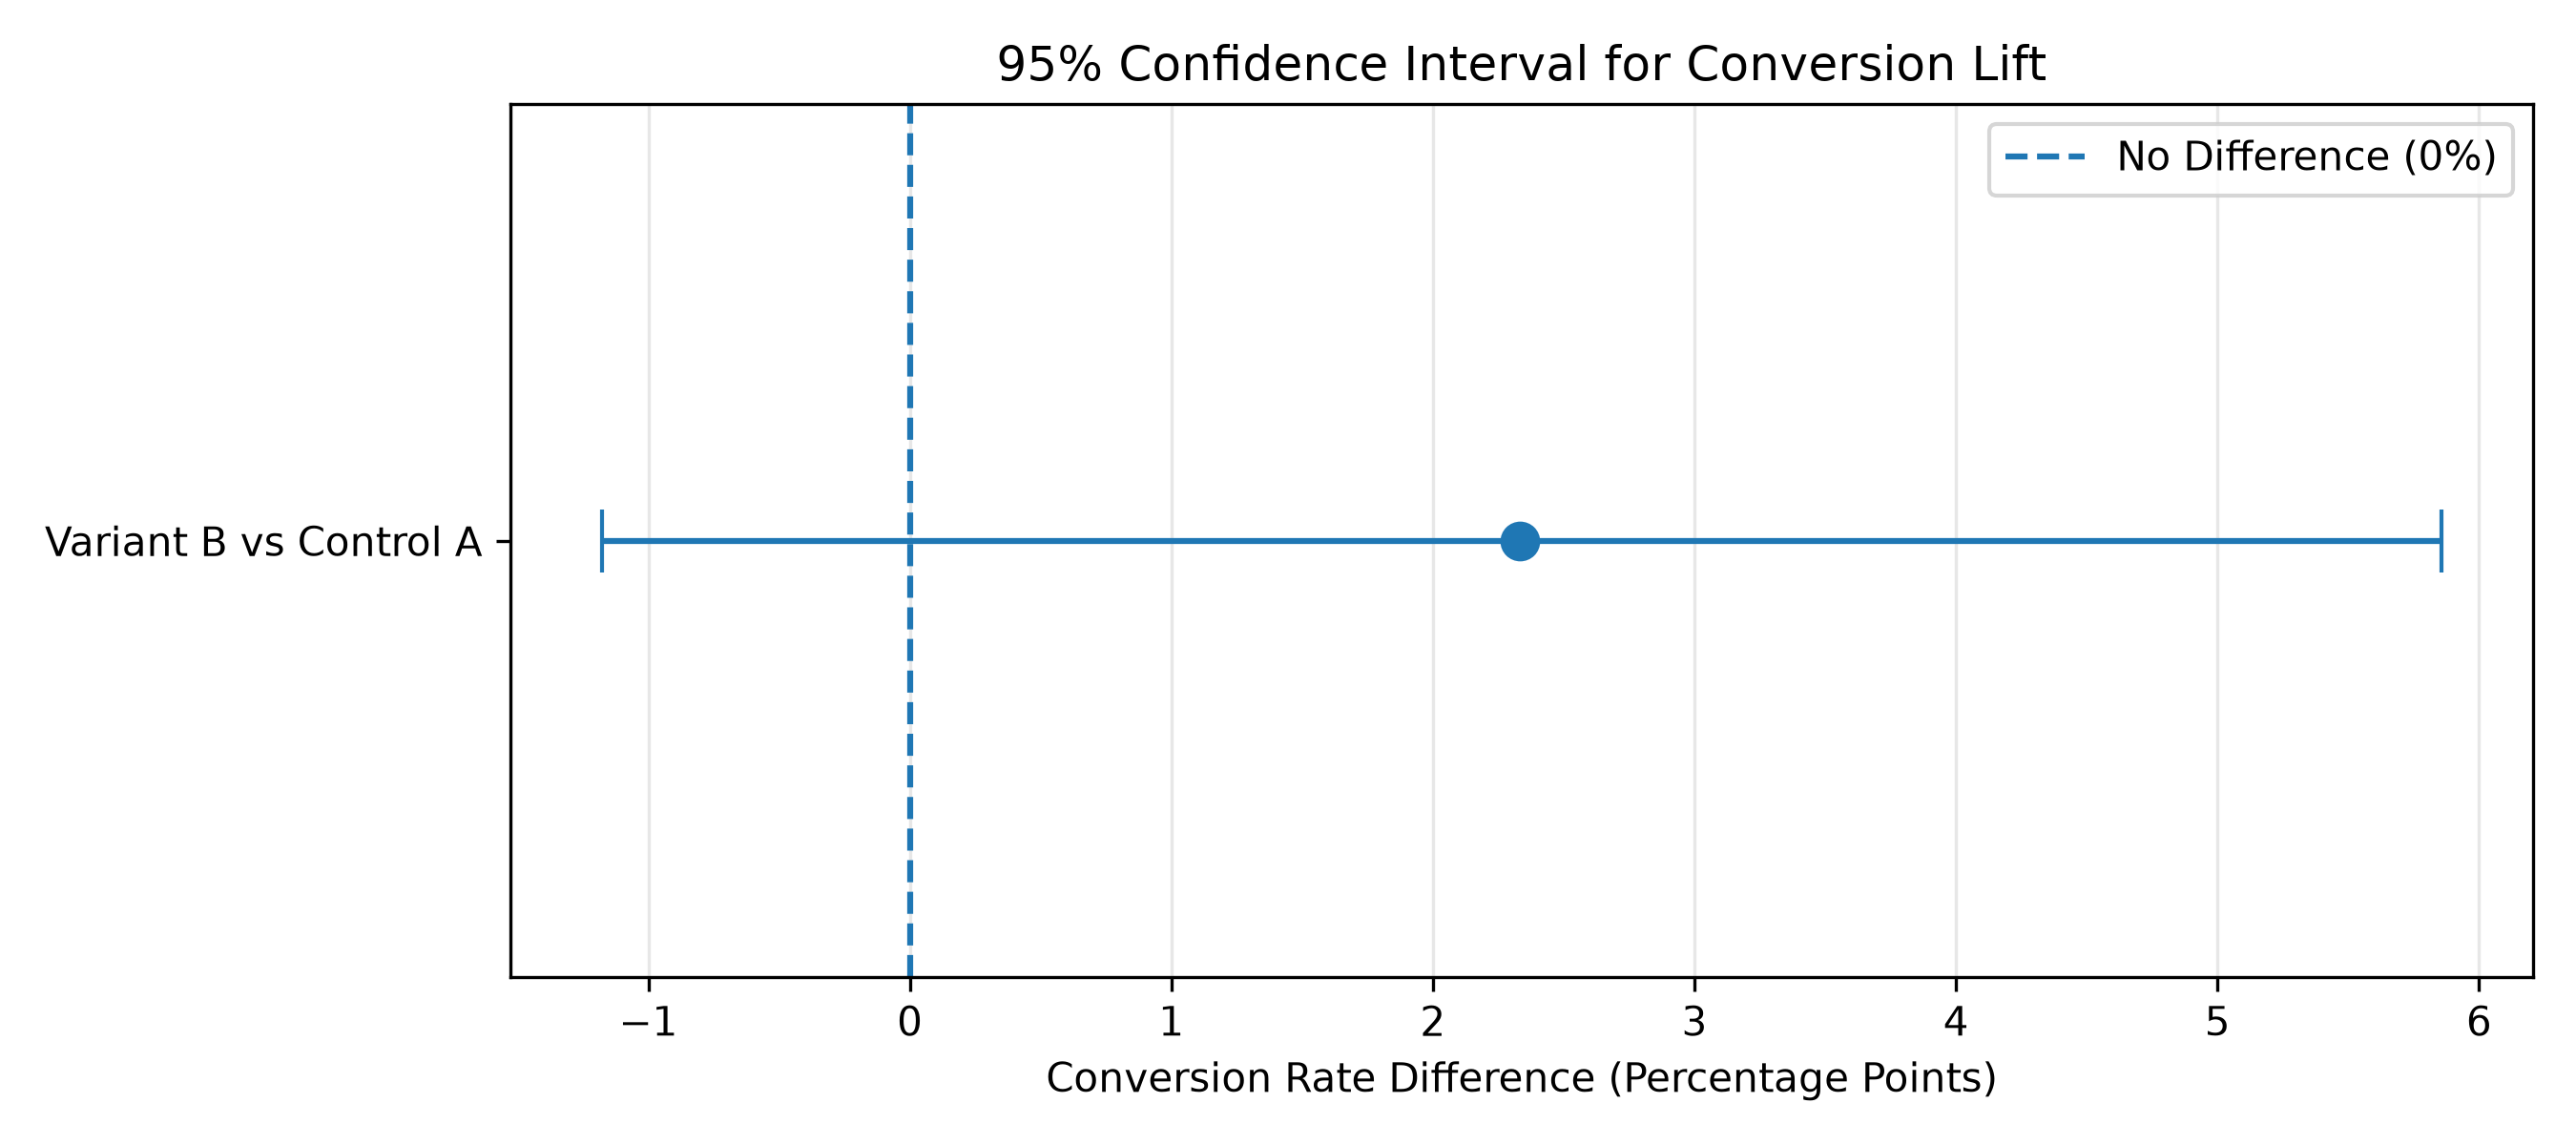 95% Confidence Interval for Conversion Lift
No Difference (0%)
Variant B vs Control A
−1 0 1 2 3 4 5 6
Conversion Rate Difference (Percentage Points)